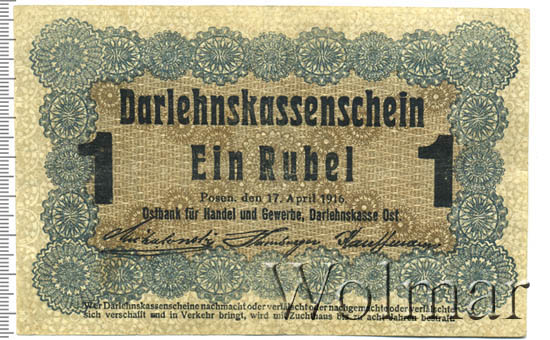 Darlehnskassenschein
1 Ein Rubel 1
Posen, den 17. April 1916.
Ostbank für Handel und Gewerbe, Darlehnskasse Ost.
Hamburger Kauffmann
Wer Darlehnskassenscheine nachmacht oder verfälscht oder nachgemachte oder verfälschte
sich verschafft und in Verkehr bringt, wird mit Zuchthaus bis zu acht Jahren bestraft.
Wolmar